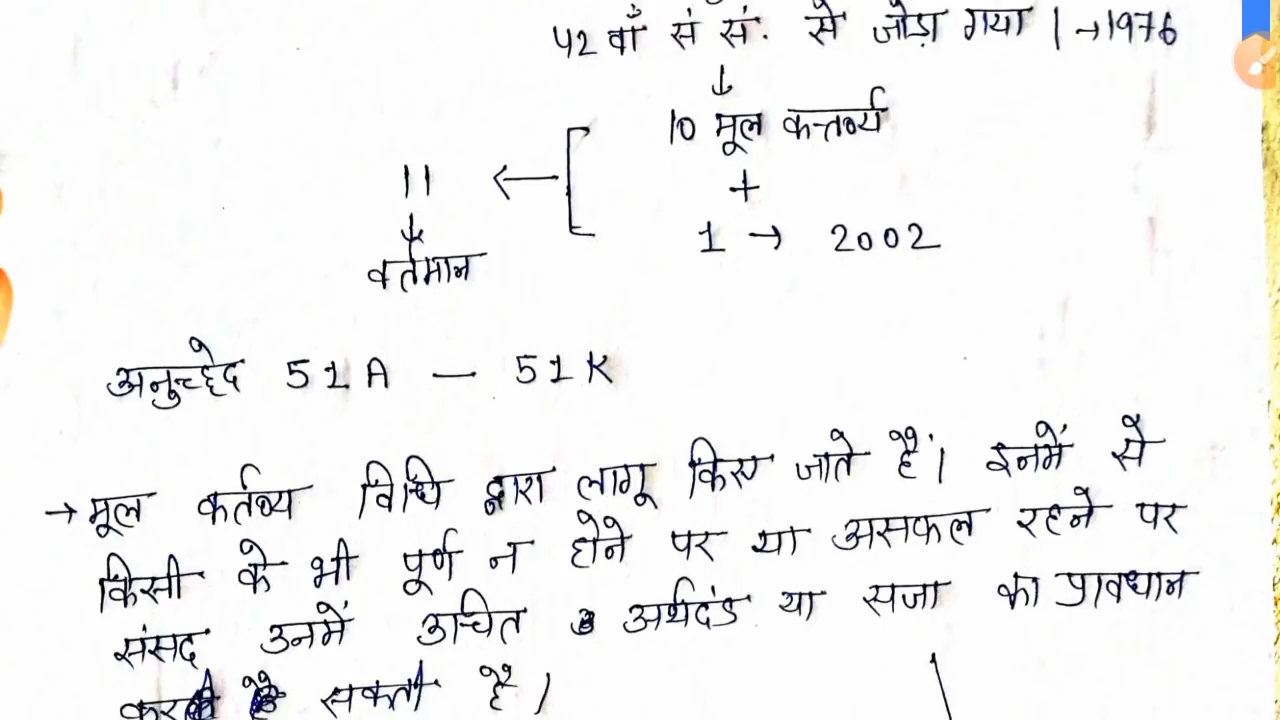 42 वाँ सं सं. से जोड़ा गया | → 1976
↓
10 मूल कर्त्तव्य
11 ← [ +
1 → 2002
↓
वर्तमान
अनुच्छेद 51A — 51K
→ मूल कर्तव्य विधि द्वारा लागू किए जाते हैं। इनमें से
किसी के भी पूर्ण न होने पर या असफल रहने पर
संसद उनमें उचित अर्थदंड या सजा का प्रावधान
कर सकती है।